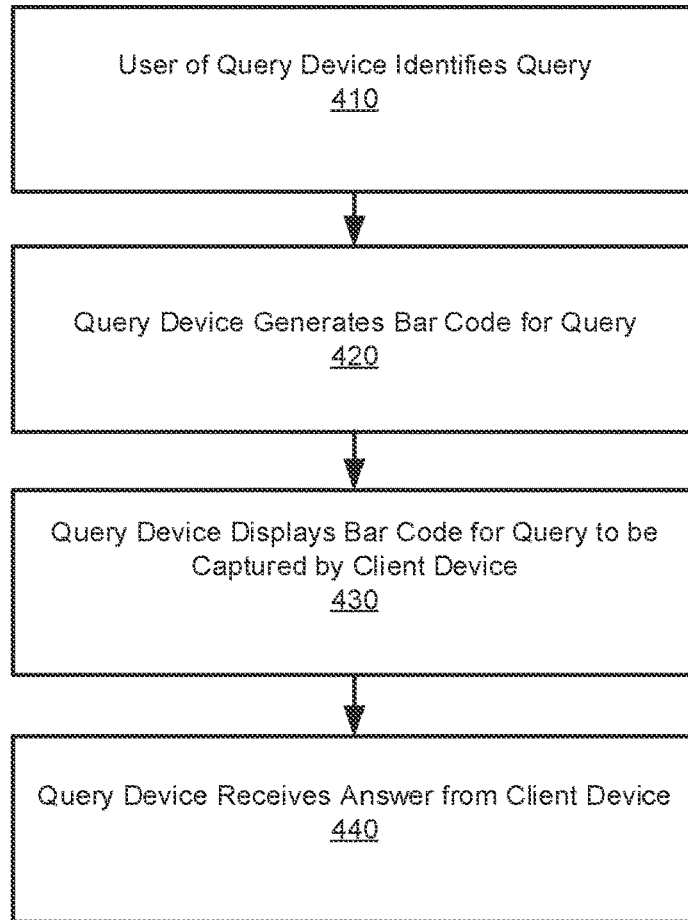 User of Query Device Identifies Query
410
Query Device Generates Bar Code for Query
420
Query Device Displays Bar Code for Query to be
Captured by Client Device
430
Query Device Receives Answer from Client Device
440